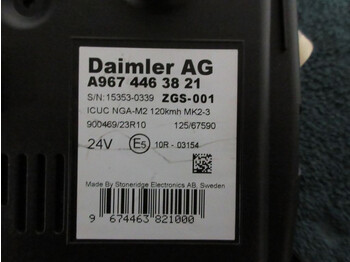 Daimler AG
A967 446 38 21
S/N: 15353-0339 ZGS-001
ICUC NGA-M2 120kmh MK2-3
900469/23R10 125/67590
24V E5 10R - 03154
Made By Stoneridge Electronics AB, Sweden
9 674463 821000